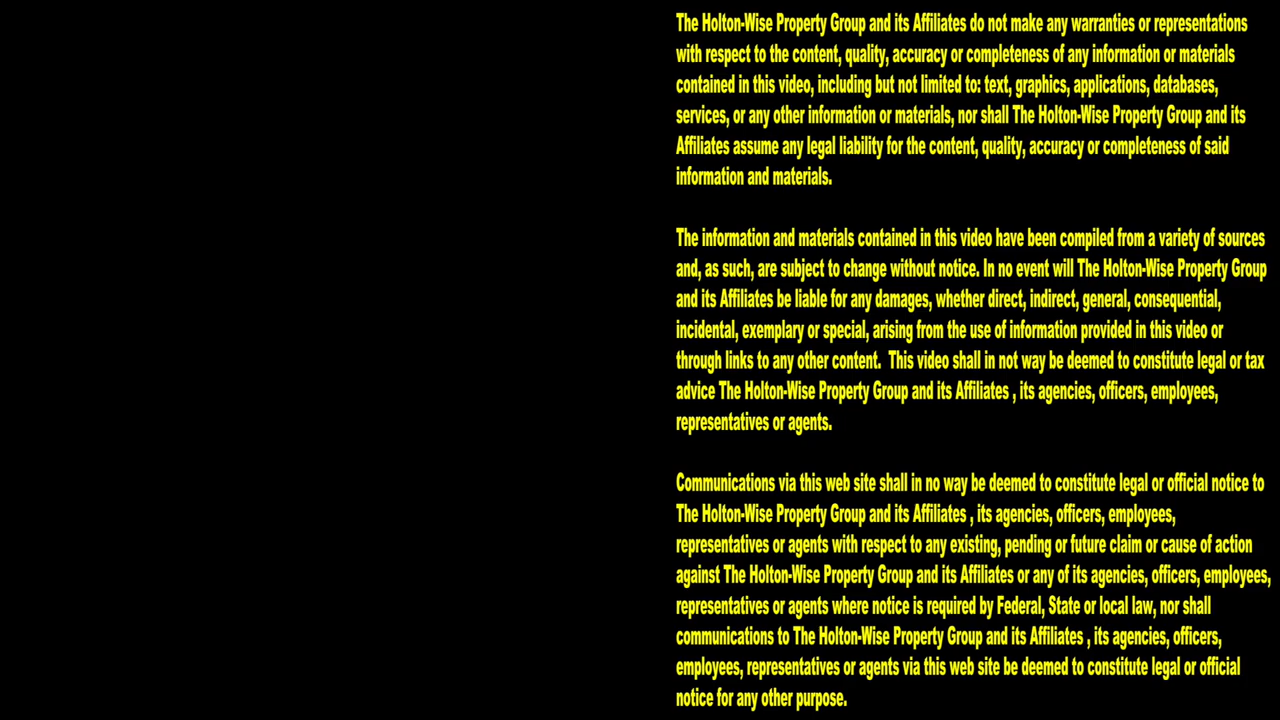 The Holton-Wise Property Group and its Affiliates do not make any warranties or representations
with respect to the content, quality, accuracy or completeness of any information or materials
contained in this video, including but not limited to: text, graphics, applications, databases,
services, or any other information or materials, nor shall The Holton-Wise Property Group and its
Affiliates assume any legal liability for the content, quality, accuracy or completeness of said
information and materials.
The information and materials contained in this video have been compiled from a variety of sources
and, as such, are subject to change without notice. In no event will The Holton-Wise Property Group
and its Affiliates be liable for any damages, whether direct, indirect, general, consequential,
incidental, exemplary or special, arising from the use of information provided in this video or
through links to any other content.  This video shall in not way be deemed to constitute legal or tax
advice The Holton-Wise Property Group and its Affiliates , its agencies, officers, employees,
representatives or agents.
Communications via this web site shall in no way be deemed to constitute legal or official notice to
The Holton-Wise Property Group and its Affiliates , its agencies, officers, employees,
representatives or agents with respect to any existing, pending or future claim or cause of action
against The Holton-Wise Property Group and its Affiliates or any of its agencies, officers, employees,
representatives or agents where notice is required by Federal, State or local law, nor shall
communications to The Holton-Wise Property Group and its Affiliates , its agencies, officers,
employees, representatives or agents via this web site be deemed to constitute legal or official
notice for any other purpose.